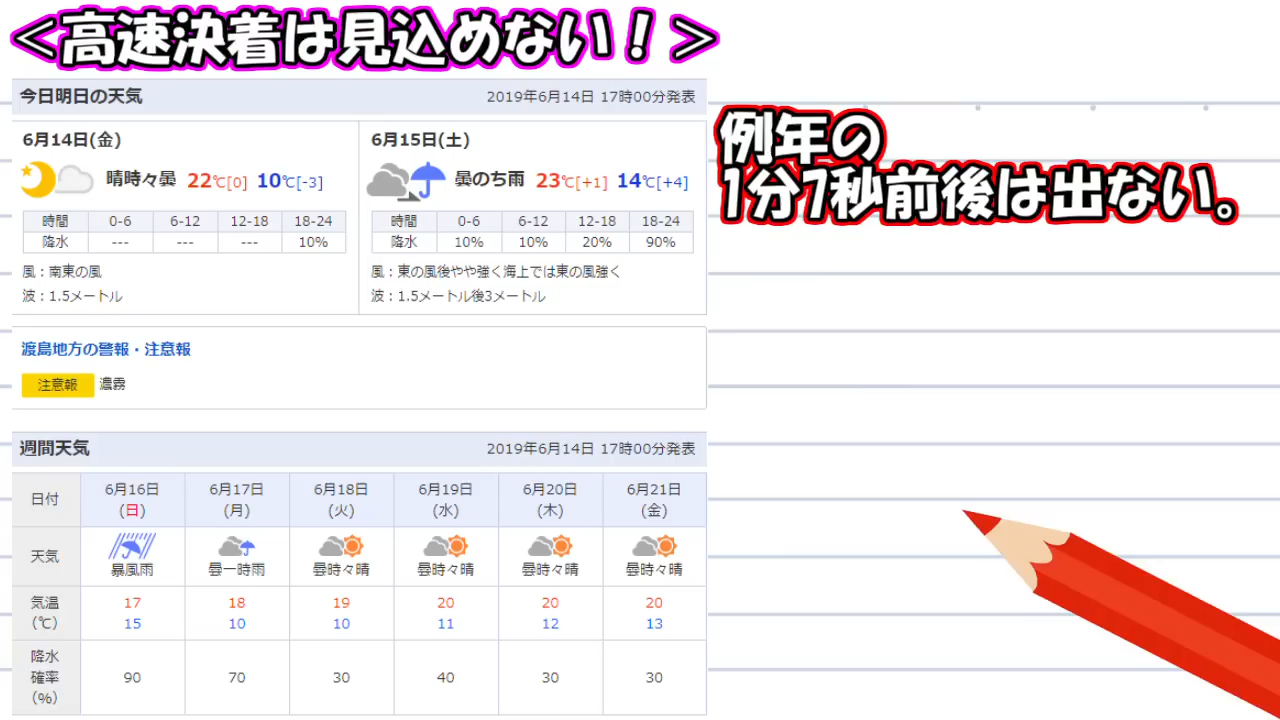 ＜高速決着は見込めない！＞
例年の
1分7秒前後は出ない。
今日明日の天気 2019年6月14日 17時00分発表
6月14日(金)
晴時々曇 22℃[0] 10℃[-3]
時間 0-6 6-12 12-18 18-24
降水 --- --- --- 10%
風：南東の風
波：1.5メートル
6月15日(土)
曇のち雨 23℃[+1] 14℃[+4]
時間 0-6 6-12 12-18 18-24
降水 10% 10% 20% 90%
風：東の風後やや強く海上では東の風強く
波：1.5メートル後3メートル
渡島地方の警報・注意報
注意報 濃霧
週間天気 2019年6月14日 17時00分発表
日付 6月16日 6月17日 6月18日 6月19日 6月20日 6月21日
(日) (月) (火) (水) (木) (金)
天気 暴風雨 曇一時雨 曇時々晴 曇時々晴 曇時々晴 曇時々晴
気温 17 18 19 20 20 20
(℃) 15 10 10 11 12 13
降水
確率 90 70 30 40 30 30
(%)